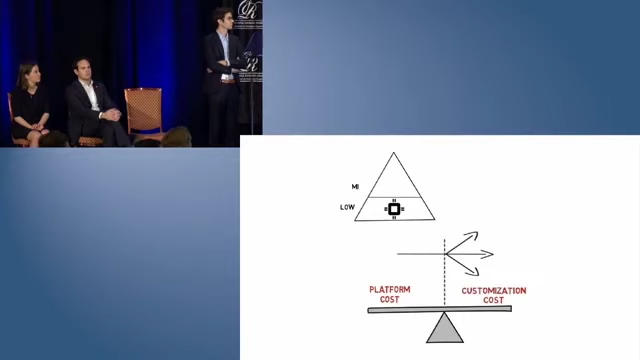 MI
LOW
PLATFORM
COST
CUSTOMIZATION
COST